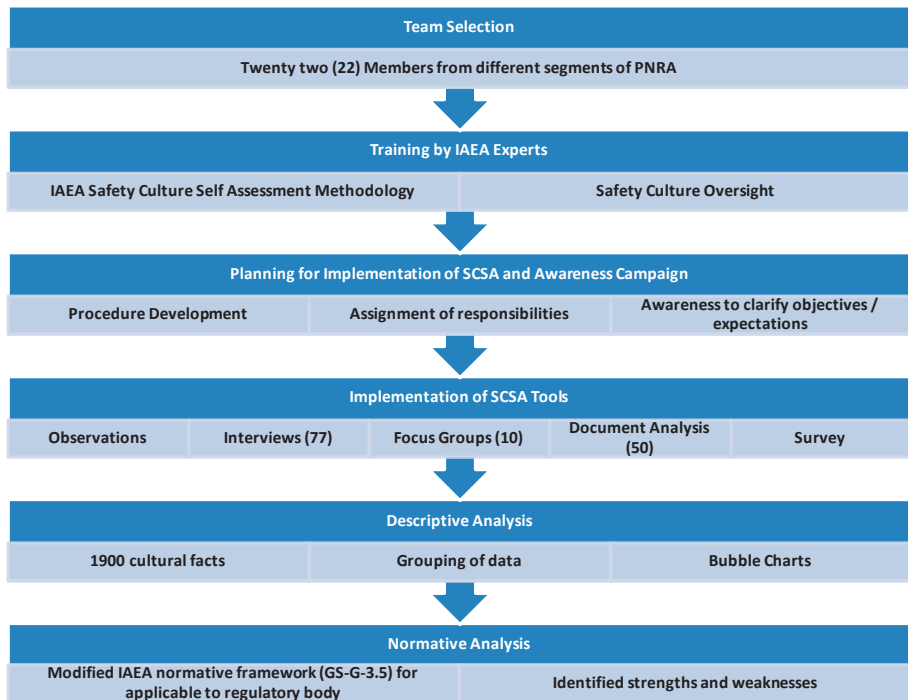 Team Selection
Twenty two (22) Members from different segments of PNRA
Training by IAEA Experts
IAEA Safety Culture Self Assessment Methodology
Safety Culture Oversight
Planning for Implementation of SCSA and Awareness Campaign
Procedure Development
Assignment of responsibilities
Awareness to clarify objectives /
expectations
Implementation of SCSA Tools
Observations
Interviews (77)
Focus Groups (10)
Document Analysis
(50)
Survey
Descriptive Analysis
1900 cultural facts
Grouping of data
Bubble Charts
Normative Analysis
Modified IAEA normative framework (GS-G-3.5) for
applicable to regulatory body
Identified strengths and weaknesses